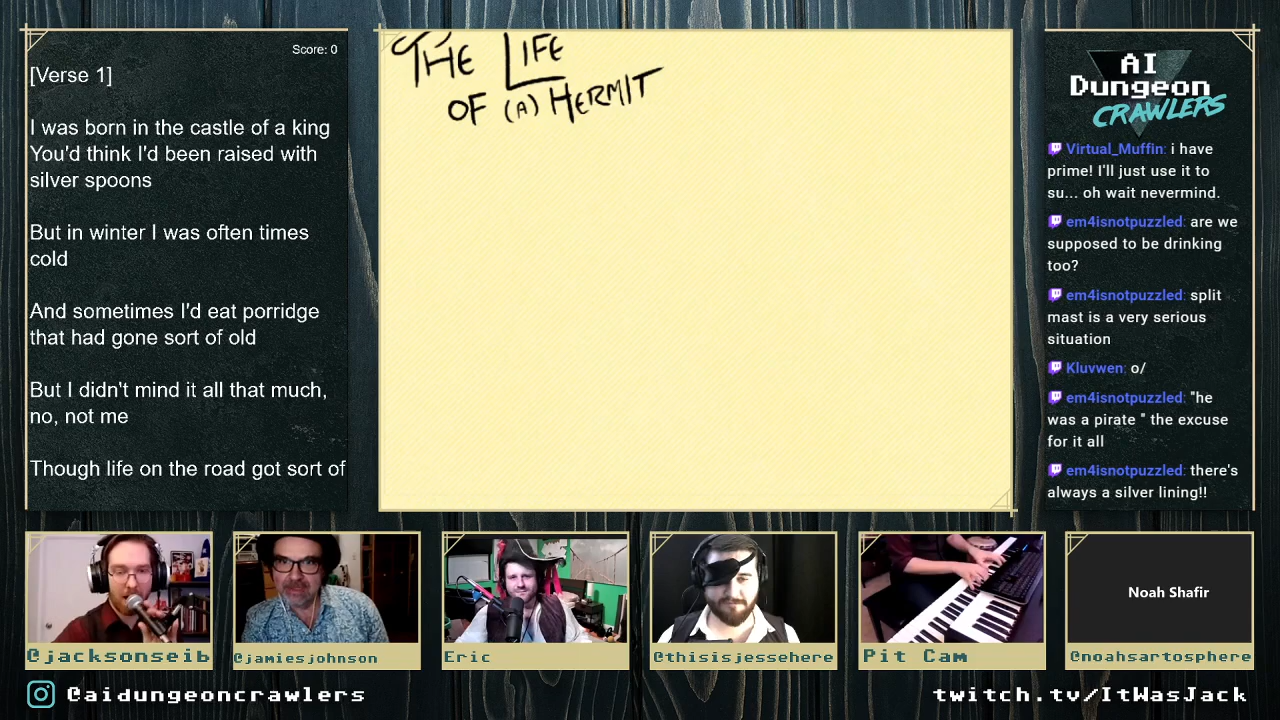 Score: 0
[Verse 1]
I was born in the castle of a king
You'd think I'd been raised with
silver spoons
But in winter I was often times
cold
And sometimes I'd eat porridge
that had gone sort of old
But I didn't mind it all that much,
no, not me
Though life on the road got sort of
THE LIFE
OF (A) HERMIT
AI
Dungeon
CRAWLERS
Virtual_Muffin: i have
prime! I'll just use it to
su... oh wait nevermind.
em4isnotpuzzled: are we
supposed to be drinking
too?
em4isnotpuzzled: split
mast is a very serious
situation
Kluvwen: o/
em4isnotpuzzled: "he
was a pirate " the excuse
for it all
em4isnotpuzzled: there's
always a silver lining!!
Noah Shafir
@jacksonseib
@jamiesjohnson
Eric
@thisisjessehere
Pit Cam
@noahsartosphere
@aidungeoncrawlers
twitch.tv/ItWasJack